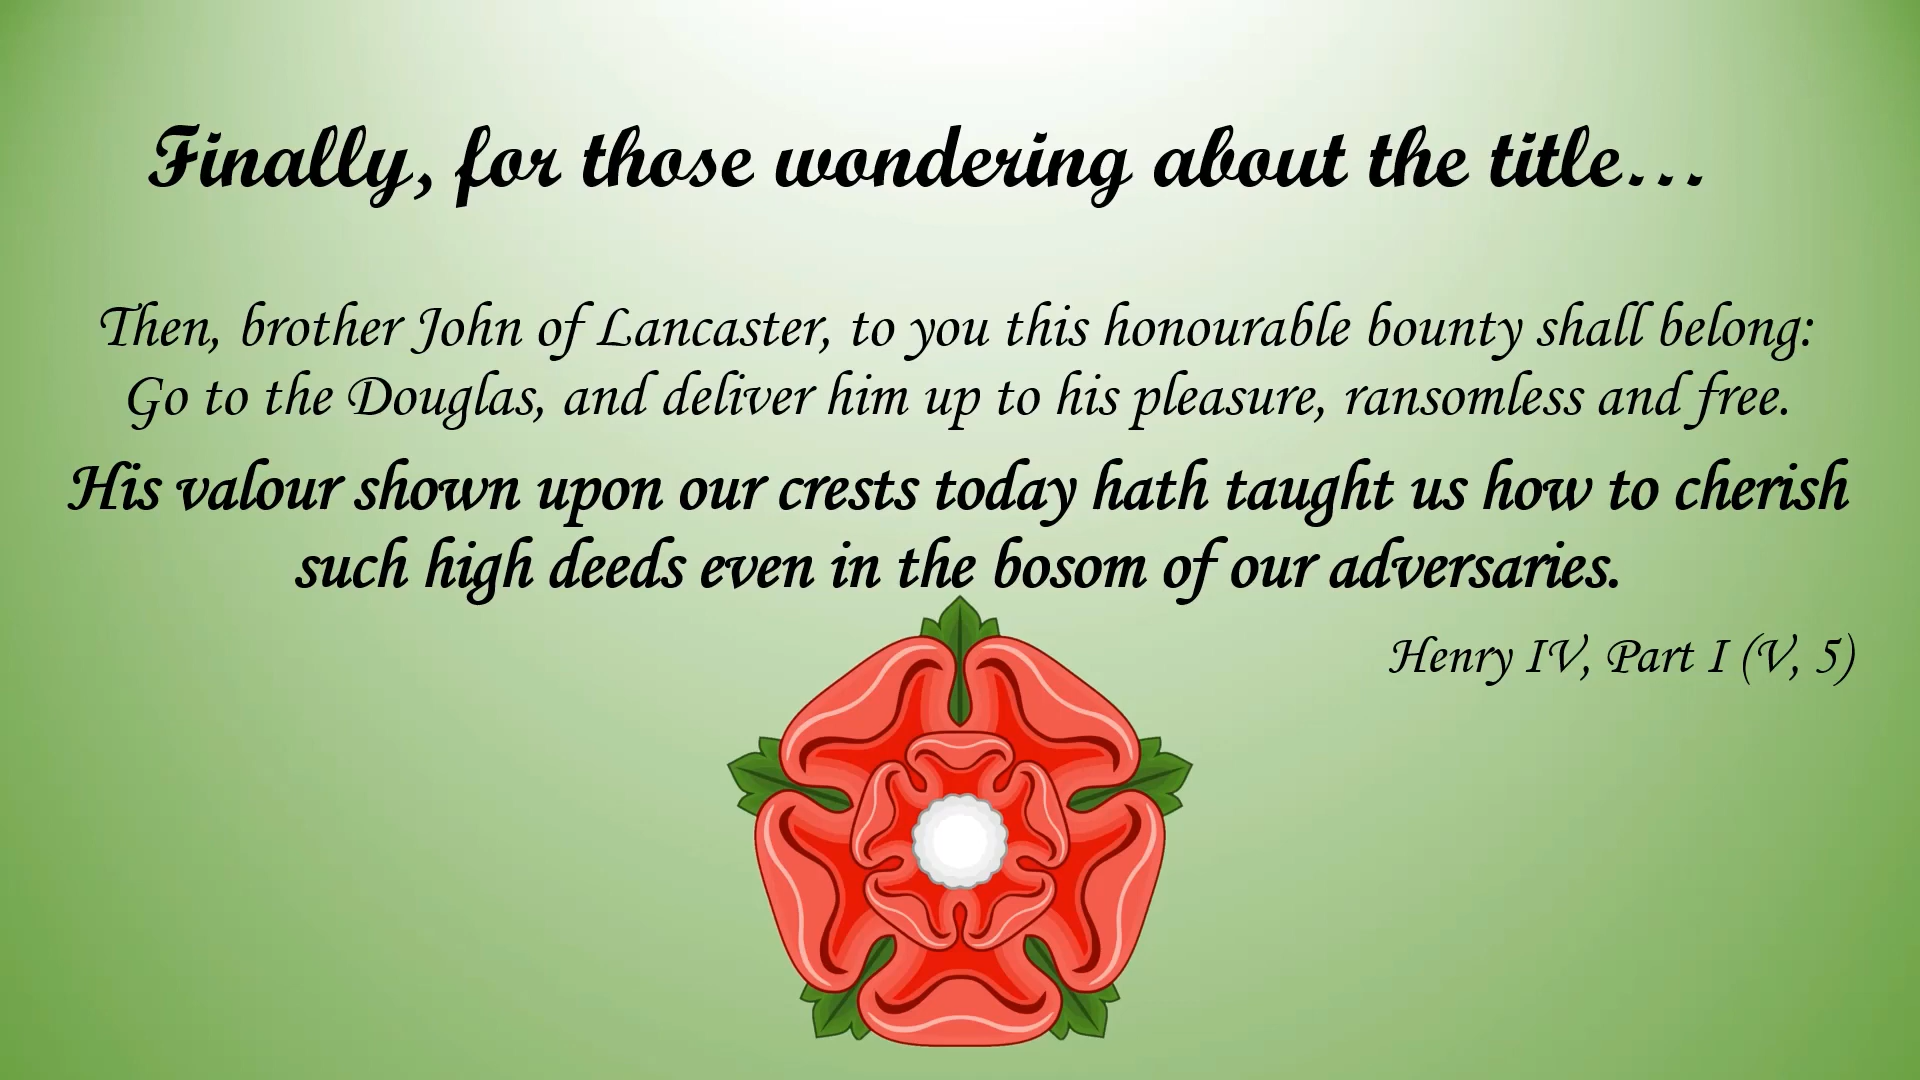 Finally, for those wondering about the title…
Then, brother John of Lancaster, to you this honourable bounty shall belong:
Go to the Douglas, and deliver him up to his pleasure, ransomless and free.
His valour shown upon our crests today hath taught us how to cherish
such high deeds even in the bosom of our adversaries.
Henry IV, Part I (V, 5)